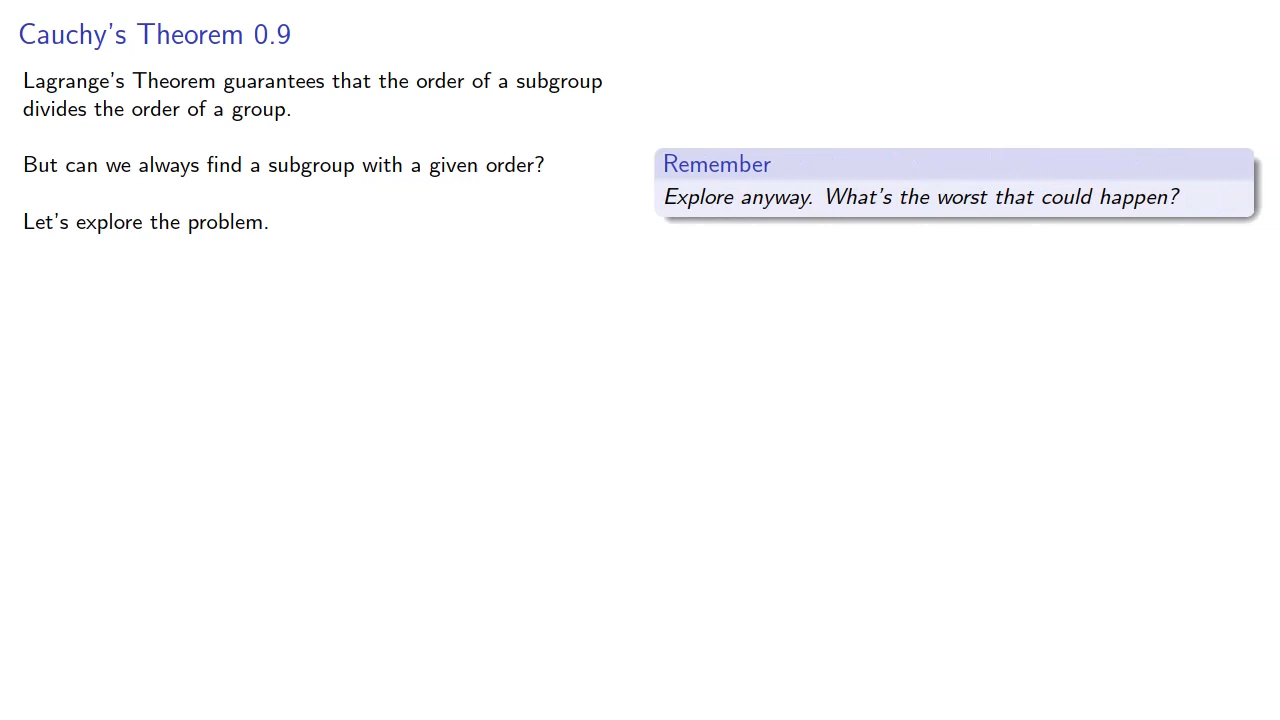 Cauchy's Theorem 0.9
Lagrange's Theorem guarantees that the order of a subgroup
divides the order of a group.
But can we always find a subgroup with a given order?
Let's explore the problem.
Remember
Explore anyway. What's the worst that could happen?